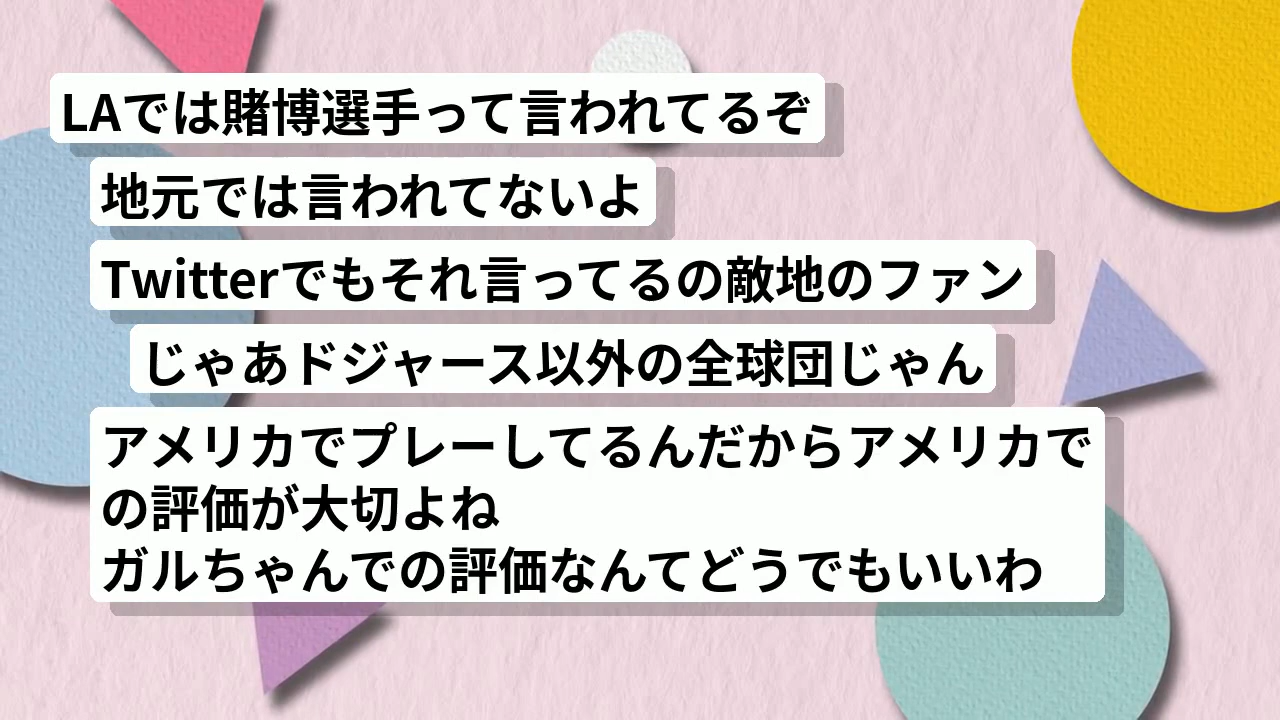 LAでは賭博選手って言われてるぞ
地元では言われてないよ
Twitterでもそれ言ってるの敵地のファン
じゃあドジャース以外の全球団じゃん
アメリカでプレーしてるんだからアメリカで
の評価が大切よね
ガルちゃんでの評価なんてどうでもいいわ